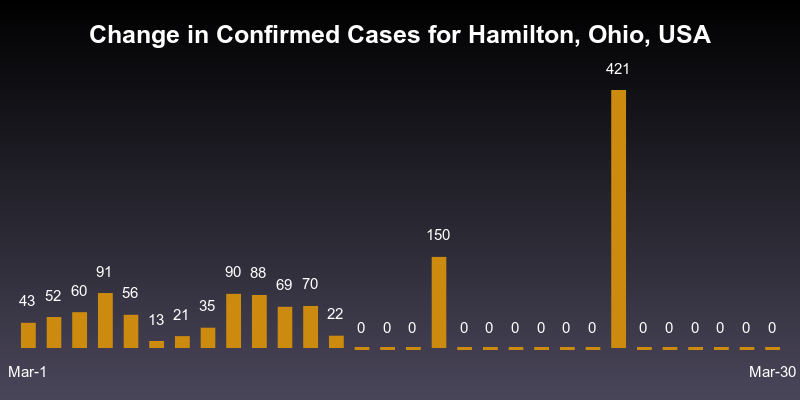 Change in Confirmed Cases for Hamilton, Ohio, USA
43 52 60 91 56 13 21 35 90 88 69 70 22 0 0 0 150 0 0 0 0 0 0 421 0 0 0 0 0 0
Mar-1 Mar-30